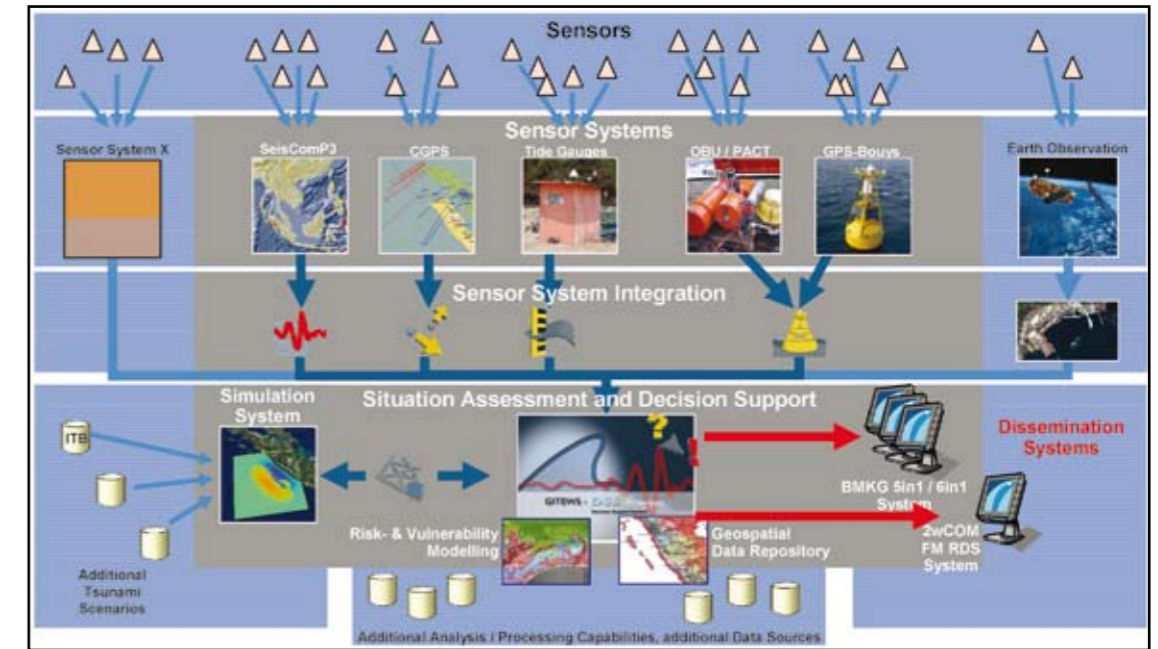 Sensors
Sensor Systems
Sensor System X
SeisComP3
CGPS
Tide Gauges
OBU / PACT
GPS-Bouys
Earth Observation
Sensor System Integration
Simulation
System
Situation Assessment and Decision Support
Dissemination
Systems
ITB
?
!
GITEWS -
BMKG 5in1 / 6in1
System
Risk- & Vulnerability
Modelling
Geospatial
Data Repository
2wCOM
FM RDS
System
Additional
Tsunami
Scenarios
Additional Analysis / Processing Capabilities, additional Data Sources